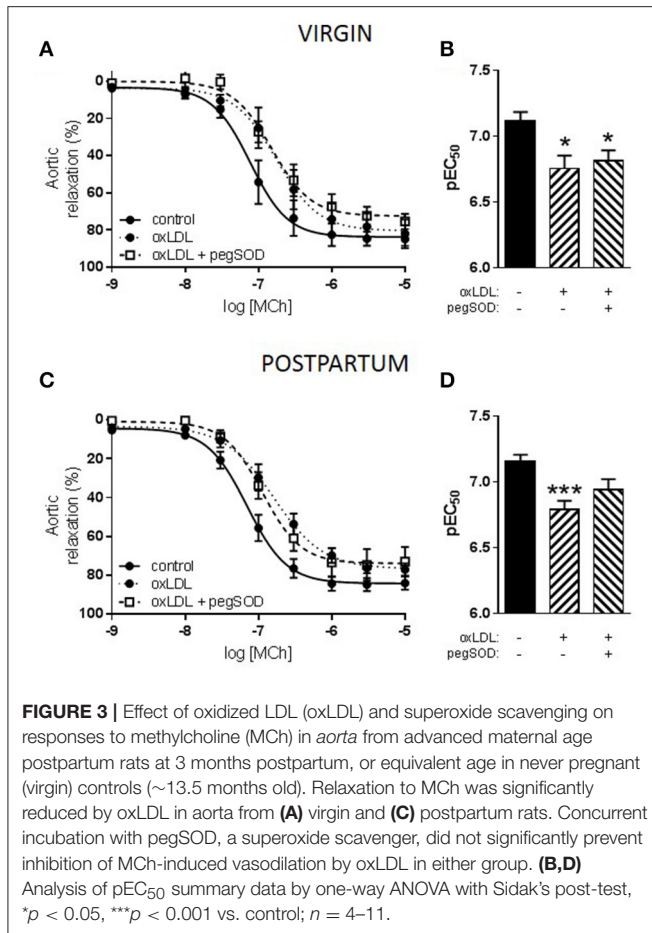 VIRGIN
A
0
20
40
60
80
100
Aortic
relaxation (%)
control
oxLDL
oxLDL + pegSOD
-9 -8 -7 -6 -5
log [MCh]
B
7.5
7.0
6.5
6.0
pEC50
* *
oxLDL: - + +
pegSOD: - - +
POSTPARTUM
C
0
20
40
60
80
100
Aortic
relaxation (%)
control
oxLDL
oxLDL + pegSOD
-9 -8 -7 -6 -5
log [MCh]
D
7.5
7.0
6.5
6.0
pEC50
***
oxLDL: - + +
pegSOD: - - +
FIGURE 3 | Effect of oxidized LDL (oxLDL) and superoxide scavenging on
responses to methylcholine (MCh) in aorta from advanced maternal age
postpartum rats at 3 months postpartum, or equivalent age in never pregnant
(virgin) controls (~13.5 months old). Relaxation to MCh was significantly
reduced by oxLDL in aorta from (A) virgin and (C) postpartum rats. Concurrent
incubation with pegSOD, a superoxide scavenger, did not significantly prevent
inhibition of MCh-induced vasodilation by oxLDL in either group. (B,D)
Analysis of pEC50 summary data by one-way ANOVA with Sidak's post-test,
*p < 0.05, ***p < 0.001 vs. control; n = 4–11.